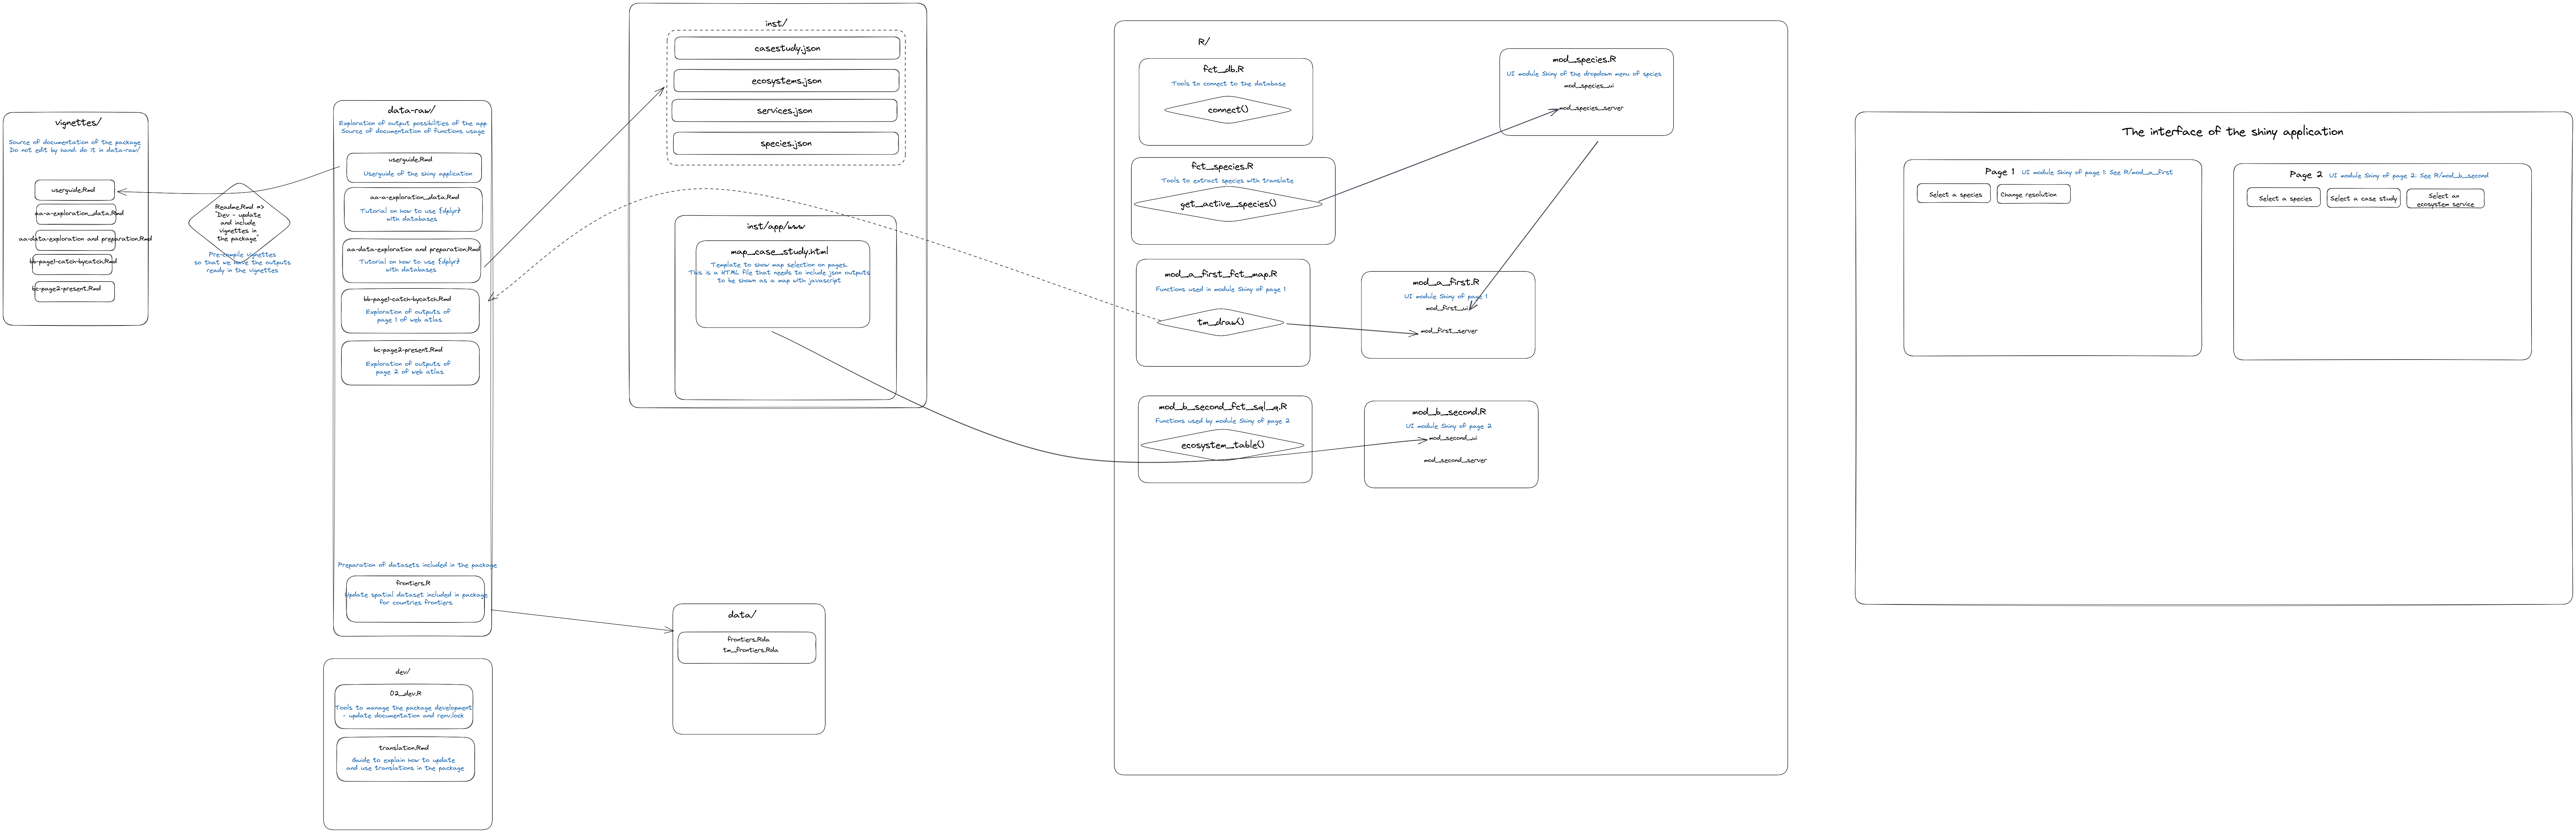 vignettes/
Source of documentation of the package
Do not edit by hand: do it in data-raw/
userguide.Rmd
aa-a-exploration_data.Rmd
aa-data-exploration and preparation.Rmd
bb-page1-catch-bycatch.Rmd
bc-page2-present.Rmd
Readme.Rmd =>
"Dev - update
and include
vignettes in
the package"
Pre-compile vignettes
so that we have the outputs
ready in the vignettes
data-raw/
Exploration of output possibilities of the app
Source of documentation of functions usage
userguide.Rmd
Userguide of the shiny application
aa-a-exploration_data.Rmd
Tutorial on how to use {dplyr}
with databases
aa-data-exploration and preparation.Rmd
Tutorial on how to use {dplyr}
with databases
bb-page1-catch-bycatch.Rmd
Exploration of outputs of
page 1 of web atlas
bc-page2-present.Rmd
Exploration of outputs of
page 2 of web atlas
Preparation of datasets included in the package
frontiers.R
Update spatial dataset included in package
for countries frontiers
dev/
02_dev.R
Tools to manage the package development
- update documentation and renv.lock
translation.Rmd
Guide to explain how to update
and use translations in the package
inst/
casestudy.json
ecosystems.json
services.json
species.json
inst/app/www
map_case_study.html
Template to show map selection on pages.
This is a HTML file that needs to include json outputs
to be shown as a map with javascript
data/
frontiers.Rda
tm_frontiers.Rda
R/
fct_db.R
Tools to connect to the database
connect()
fct_species.R
Tools to extract species with translate
get_active_species()
mod_a_first_fct_map.R
Functions used in module Shiny of page 1
tm_draw()
mod_b_second_fct_sql_q.R
Functions used by module Shiny of page 2
ecosystem_table()
mod_species.R
UI module Shiny of the dropdown menu of spcies
mod_species_ui
mod_species_server
mod_a_first.R
UI module Shiny of page 1
mod_first_ui
mod_first_server
mod_b_second.R
UI module Shiny of page 2
mod_second_ui
mod_second_server
The interface of the shiny application
Page 1 UI module Shiny of page 1: See R/mod_a_first
Select a species
Change resolution
Page 2 UI module Shiny of page 2: See R/mod_b_second
Select a species
Select a case study
Select an
ecosystem service